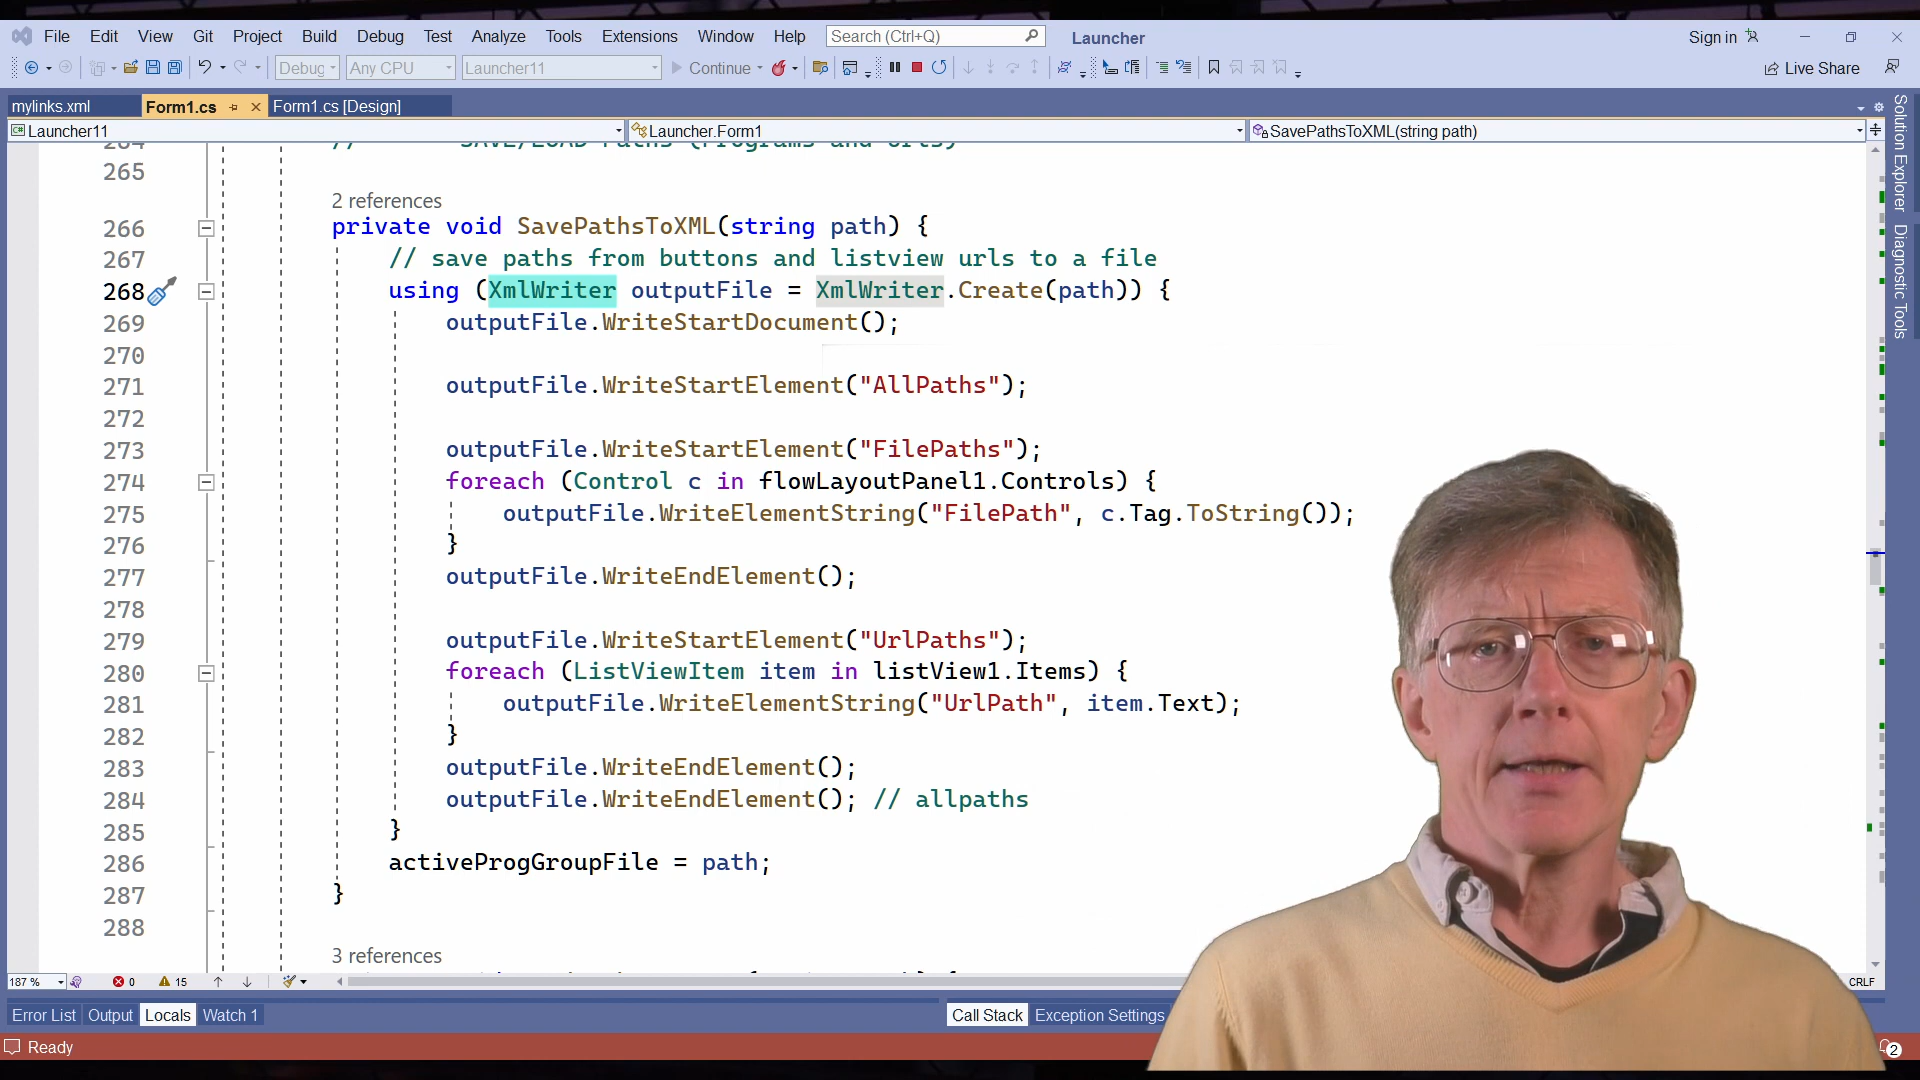 File Edit View Git Project Build Debug Test Analyze Tools Extensions Window Help Search (Ctrl+Q) Launcher Sign in
Debug Any CPU Launcher11 Continue Live Share
mylinks.xml Form1.cs Form1.cs [Design]
Launcher11 Launcher.Form1 SavePathsToXML(string path)
Solution Explorer
Diagnostic Tools
265
2 references
266 private void SavePathsToXML(string path) {
267 // save paths from buttons and listview urls to a file
268 using (XmlWriter outputFile = XmlWriter.Create(path)) {
269 outputFile.WriteStartDocument();
270
271 outputFile.WriteStartElement("AllPaths");
272
273 outputFile.WriteStartElement("FilePaths");
274 foreach (Control c in flowLayoutPanel1.Controls) {
275 outputFile.WriteElementString("FilePath", c.Tag.ToString());
276 }
277 outputFile.WriteEndElement();
278
279 outputFile.WriteStartElement("UrlPaths");
280 foreach (ListViewItem item in listView1.Items) {
281 outputFile.WriteElementString("UrlPath", item.Text);
282 }
283 outputFile.WriteEndElement();
284 outputFile.WriteEndElement(); // allpaths
285 }
286 activeProgGroupFile = path;
287 }
288
3 references
187 % 0 15 CRLF
Error List Output Locals Watch 1 Call Stack Exception Settings
Ready 2